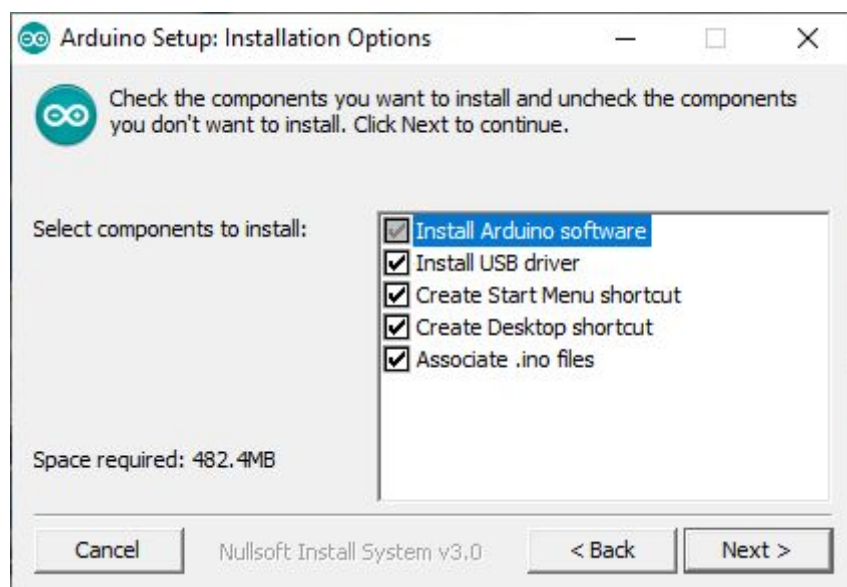 Arduino Setup: Installation Options
Check the components you want to install and uncheck the components
you don't want to install. Click Next to continue.
Select components to install:
Install Arduino software
Install USB driver
Create Start Menu shortcut
Create Desktop shortcut
Associate .ino files
Space required: 482.4MB
Cancel
Nullsoft Install System v3.0
< Back
Next >